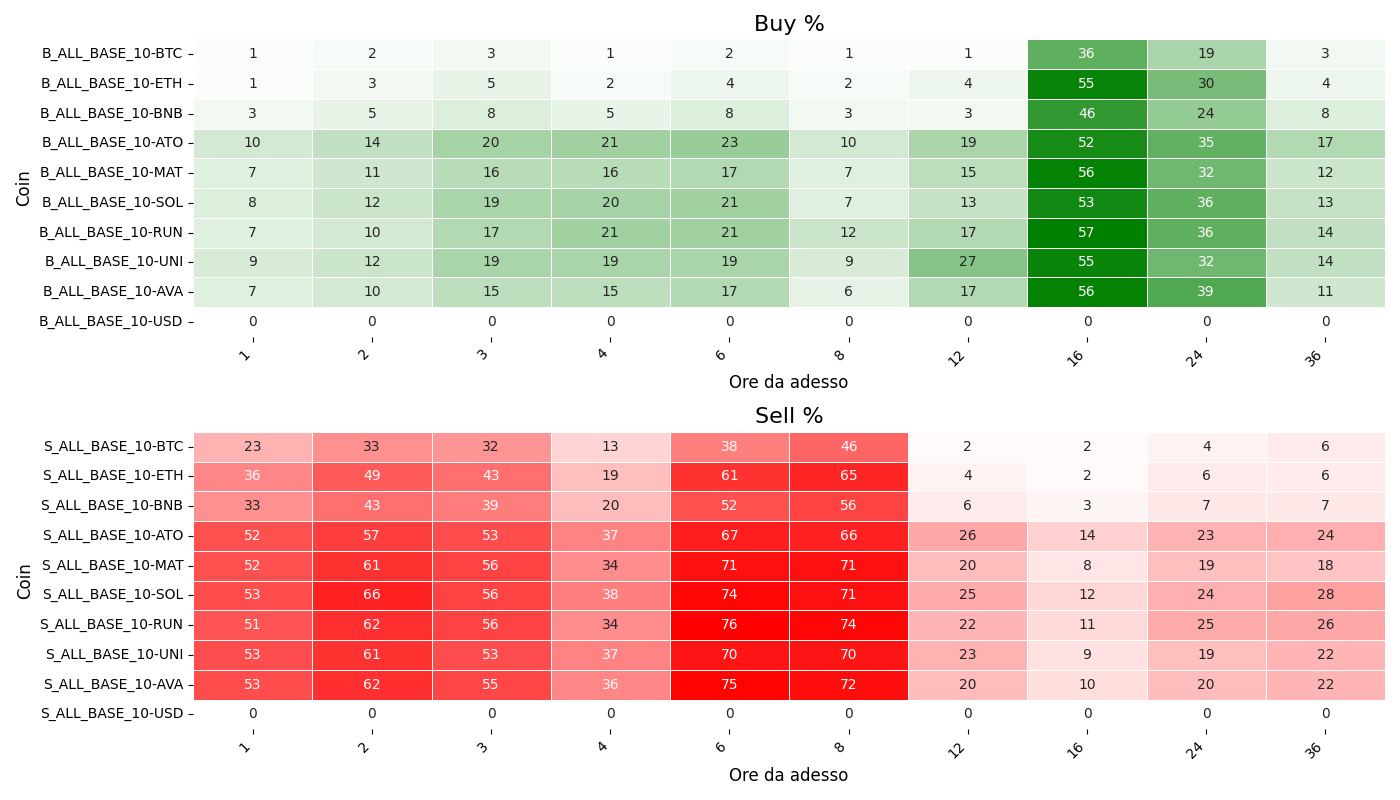 Buy %
Coin
B_ALL_BASE_10-BTC 1 2 3 1 2 1 1 36 19 3
B_ALL_BASE_10-ETH 1 3 5 2 4 2 4 55 30 4
B_ALL_BASE_10-BNB 3 5 8 5 8 3 3 46 24 8
B_ALL_BASE_10-ATO 10 14 20 21 23 10 19 52 35 17
B_ALL_BASE_10-MAT 7 11 16 16 17 7 15 56 32 12
B_ALL_BASE_10-SOL 8 12 19 20 21 7 13 53 36 13
B_ALL_BASE_10-RUN 7 10 17 21 21 12 17 57 36 14
B_ALL_BASE_10-UNI 9 12 19 19 19 9 27 55 32 14
B_ALL_BASE_10-AVA 7 10 15 15 17 6 17 56 39 11
B_ALL_BASE_10-USD 0 0 0 0 0 0 0 0 0 0
1 2 3 4 6 8 12 16 24 36
Ore da adesso
Sell %
Coin
S_ALL_BASE_10-BTC 23 33 32 13 38 46 2 2 4 6
S_ALL_BASE_10-ETH 36 49 43 19 61 65 4 2 6 6
S_ALL_BASE_10-BNB 33 43 39 20 52 56 6 3 7 7
S_ALL_BASE_10-ATO 52 57 53 37 67 66 26 14 23 24
S_ALL_BASE_10-MAT 52 61 56 34 71 71 20 8 19 18
S_ALL_BASE_10-SOL 53 66 56 38 74 71 25 12 24 28
S_ALL_BASE_10-RUN 51 62 56 34 76 74 22 11 25 26
S_ALL_BASE_10-UNI 53 61 53 37 70 70 23 9 19 22
S_ALL_BASE_10-AVA 53 62 55 36 75 72 20 10 20 22
S_ALL_BASE_10-USD 0 0 0 0 0 0 0 0 0 0
1 2 3 4 6 8 12 16 24 36
Ore da adesso